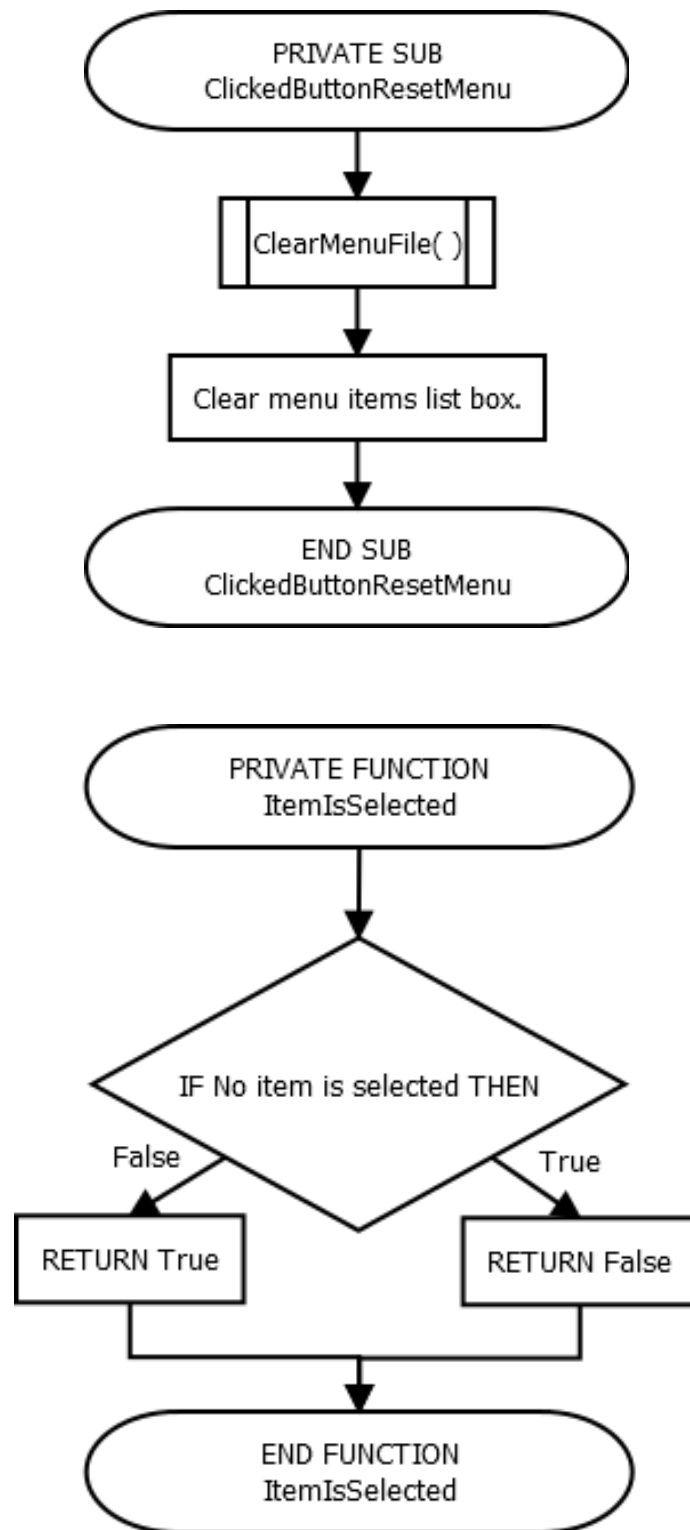 PRIVATE SUB
ClickedButtonResetMenu
ClearMenuFile( )
Clear menu items list box.
END SUB
ClickedButtonResetMenu
PRIVATE FUNCTION
ItemIsSelected
IF No item is selected THEN
False
True
RETURN True
RETURN False
END FUNCTION
ItemIsSelected